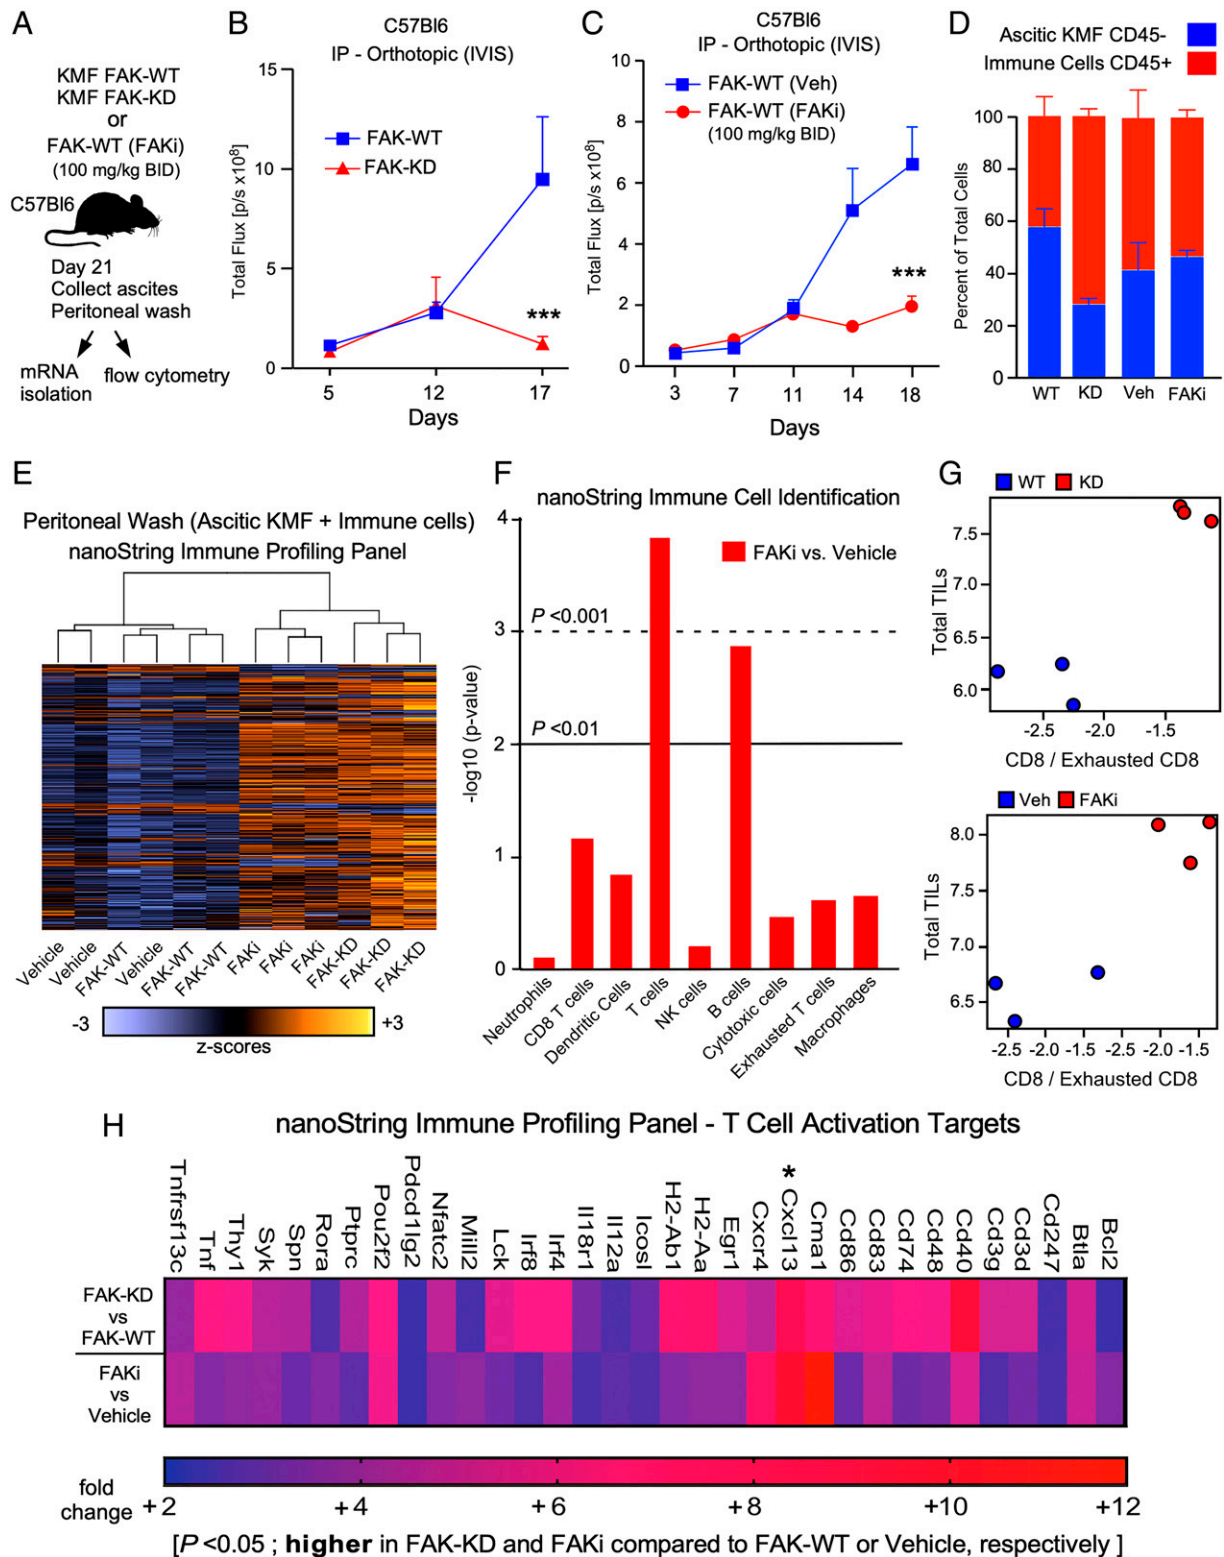 A
KMF FAK-WT
KMF FAK-KD
or
FAK-WT (FAKi)
(100 mg/kg BID)
C57Bl6
Day 21
Collect ascites
Peritoneal wash
mRNA
isolation
flow cytometry
B
C57Bl6
IP - Orthotopic (IVIS)
FAK-WT
FAK-KD
Total Flux [p/s x10⁸]
15
10
5
0
***
5 12 17
Days
C
C57Bl6
IP - Orthotopic (IVIS)
FAK-WT (Veh)
FAK-WT (FAKi)
(100 mg/kg BID)
Total Flux [p/s x10⁸]
10
8
6
4
2
0
***
3 7 11 14 18
Days
D
Ascitic KMF CD45-
Immune Cells CD45+
Percent of Total Cells
100
80
60
40
20
0
WT KD Veh FAKi
E
Peritoneal Wash (Ascitic KMF + Immune cells)
nanoString Immune Profiling Panel
Vehicle
Vehicle
FAK-WT
Vehicle
FAK-WT
FAK-WT
FAKi
FAKi
FAKi
FAK-KD
FAK-KD
FAK-KD
-3 +3
z-scores
F
nanoString Immune Cell Identification
FAKi vs. Vehicle
-log10 (p-value)
4
3
2
1
0
P <0.001
P <0.01
Neutrophils
CD8 T cells
Dendritic Cells
T cells
NK cells
B cells
Cytotoxic cells
Exhausted T cells
Macrophages
G
WT KD
Total TILs
7.5
7.0
6.5
6.0
-2.5 -2.0 -1.5
CD8 / Exhausted CD8
Veh FAKi
Total TILs
8.0
7.5
7.0
6.5
-2.5 -2.0 -1.5 -2.5 -2.0 -1.5
CD8 / Exhausted CD8
H
nanoString Immune Profiling Panel - T Cell Activation Targets
*
Tnfrsf13c
Tnf
Thy1
Syk
Spn
Rora
Ptprc
Pou2f2
Pdcd1lg2
Nfatc2
Mill2
Lck
Irf8
Irf4
Il18r1
Il12a
Icosl
H2-Ab1
H2-Aa
Egr1
Cxcr4
Cxcl13
Cma1
Cd86
Cd83
Cd74
Cd48
Cd40
Cd3g
Cd3d
Cd247
Btla
Bcl2
FAK-KD
vs
FAK-WT
FAKi
vs
Vehicle
fold
change
+2 +4 +6 +8 +10 +12
[P <0.05 ; higher in FAK-KD and FAKi compared to FAK-WT or Vehicle, respectively ]